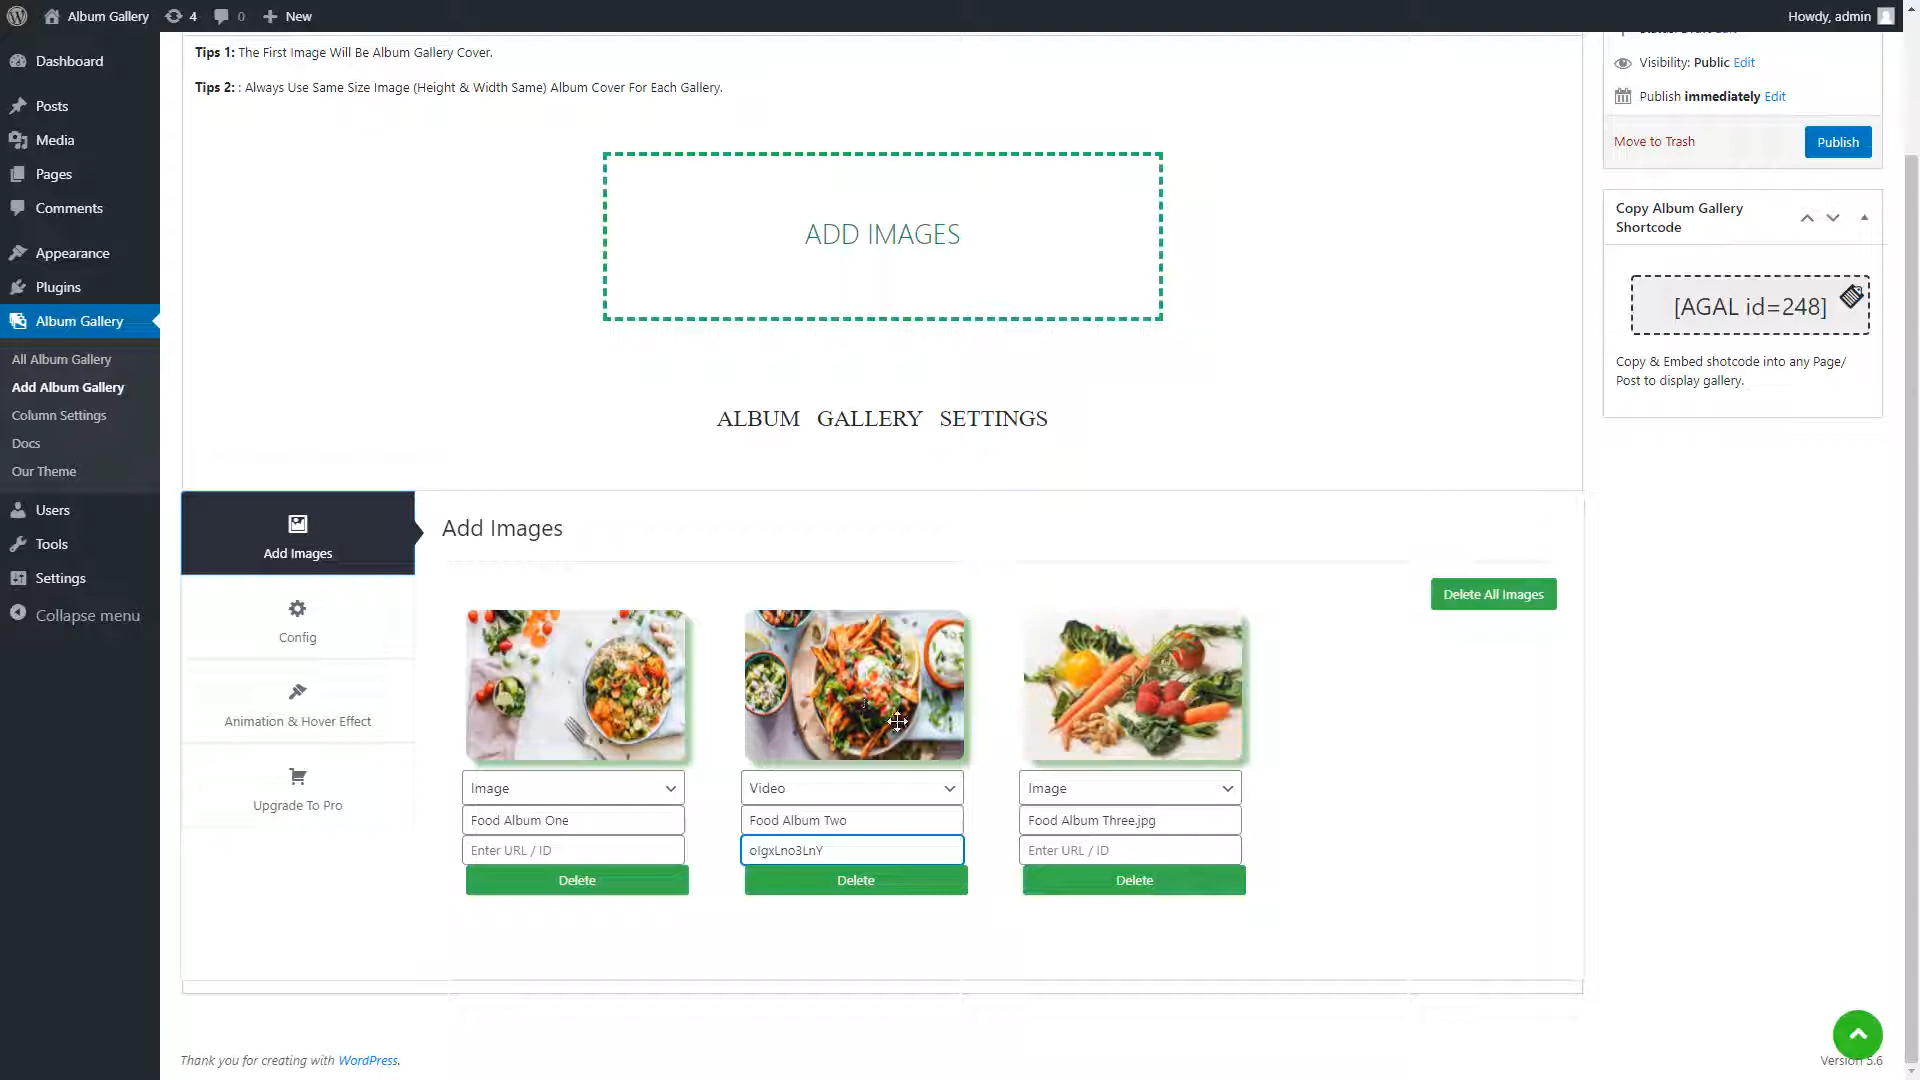 Album Gallery
4
0
New
Howdy, admin
Dashboard
Posts
Media
Pages
Comments
Appearance
Plugins
Album Gallery
All Album Gallery
Add Album Gallery
Column Settings
Docs
Our Theme
Users
Tools
Settings
Collapse menu
Tips 1: The First Image Will Be Album Gallery Cover.
Tips 2: : Always Use Same Size Image (Height & Width Same) Album Cover For Each Gallery.
ADD IMAGES
ALBUM GALLERY SETTINGS
Add Images
Config
Animation & Hover Effect
Upgrade To Pro
Add Images
Delete All Images
Image
Video
Image
Food Album One
Food Album Two
Food Album Three.jpg
Enter URL / ID
oIgxLno3LnY
Enter URL / ID
Delete
Delete
Delete
Visibility: Public Edit
Publish immediately Edit
Move to Trash
Publish
Copy Album Gallery
Shortcode
[AGAL id=248]
Copy & Embed shotcode into any Page/
Post to display gallery.
Thank you for creating with WordPress.
Version 5.6